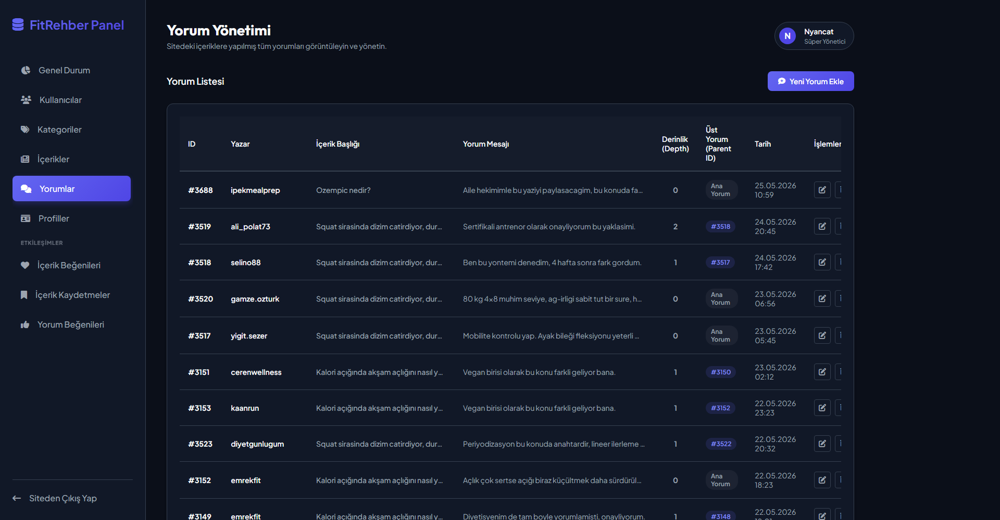 FitRehber Panel
Genel Durum
Kullanıcılar
Kategoriler
İçerikler
Yorumlar
Profiller
ETKİLEŞİMLER
İçerik Beğenileri
İçerik Kaydetmeler
Yorum Beğenileri
Siteden Çıkış Yap
Yorum Yönetimi
Sitedeki içeriklere yapılmış tüm yorumları görüntüleyin ve yönetin.
N
Nyancat
Süper Yönetici
Yorum Listesi
Yeni Yorum Ekle
ID Yazar İçerik Başlığı Yorum Mesajı Derinlik (Depth) Üst Yorum (Parent ID) Tarih İşlemler
#3688 ipekmealprep Ozempic nedir? Aile hekimimle bu yaziyi paylasacagim, bu konuda fa... 0 Ana Yorum 25.05.2026 10:59
#3519 ali_polat73 Squat sirasinda dizim catirdiyor, dur... Sertifikali antrenor olarak onayliyorum bu yaklasimi. 2 #3518 24.05.2026 20:45
#3518 selino88 Squat sirasinda dizim catirdiyor, dur... Ben bu yontemi denedim, 4 hafta sonra fark gordum. 1 #3517 24.05.2026 17:42
#3520 gamze.ozturk Squat sirasinda dizim catirdiyor, dur... 80 kg 4×8 muhim seviye, ag-irligi sabit tut bir sure, h... 0 Ana Yorum 23.05.2026 06:56
#3517 yigit.sezer Squat sirasinda dizim catirdiyor, dur... Mobilite kontrolu yap. Ayak bileği fleksiyonu yeterli ... 0 Ana Yorum 23.05.2026 05:45
#3151 cerenwellness Kalori açığında akşam açlığını nasıl y... Vegan birisi olarak bu konu farkli geliyor bana. 1 #3150 23.05.2026 02:12
#3153 kaanrun Kalori açığında akşam açlığını nasıl y... Vegan birisi olarak bu konu farkli geliyor bana. 1 #3152 22.05.2026 23:23
#3523 diyetgunlugum Squat sirasinda dizim catirdiyor, dur... Periyodizasyon bu konuda anahtardir, lineer ilerleme ... 1 #3522 22.05.2026 20:32
#3152 emrekfit Kalori açığında akşam açlığını nasıl y... Açlık çok sertse açığı biraz küçültmek daha sürdürül... 0 Ana Yorum 22.05.2026 18:23
#3149 emrekfit Kalori açığında akşam açlığını nasıl y... Diyetisyenim de tam boyle yorumlamisti, onayliyorum. 1 #3148 22.05.2026